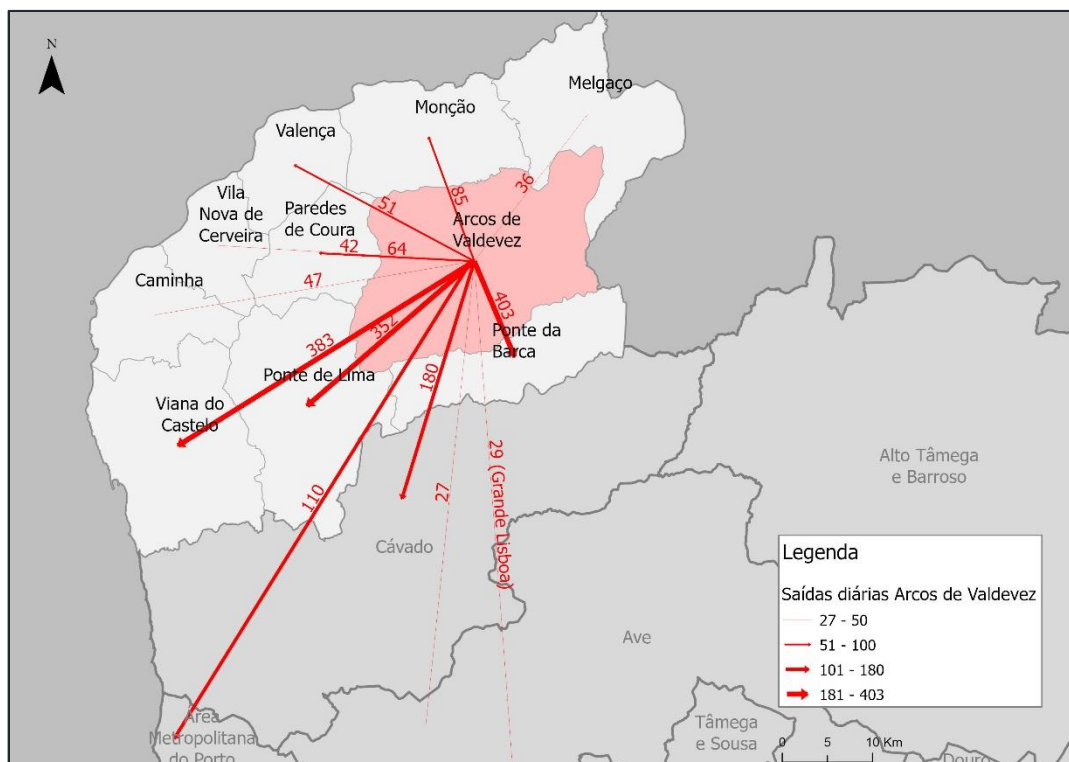 N
Melgaço
Monção
Valença
Vila
Nova de
Cerveira
Paredes
de Coura
Arcos de
Valdevez
Caminha
51
85
36
42
64
47
403
383
352
180
Ponte da
Barca
Ponte de Lima
Viana do
Castelo
110
27
29 (Grande Lisboa)
Cávado
Alto Tâmega
e Barroso
Ave
Área
Metropolitana
do Porto
Tâmega
e Sousa
Douro
Legenda
Saídas diárias Arcos de Valdevez
27 - 50
51 - 100
101 - 180
181 - 403
0 5 10 Km